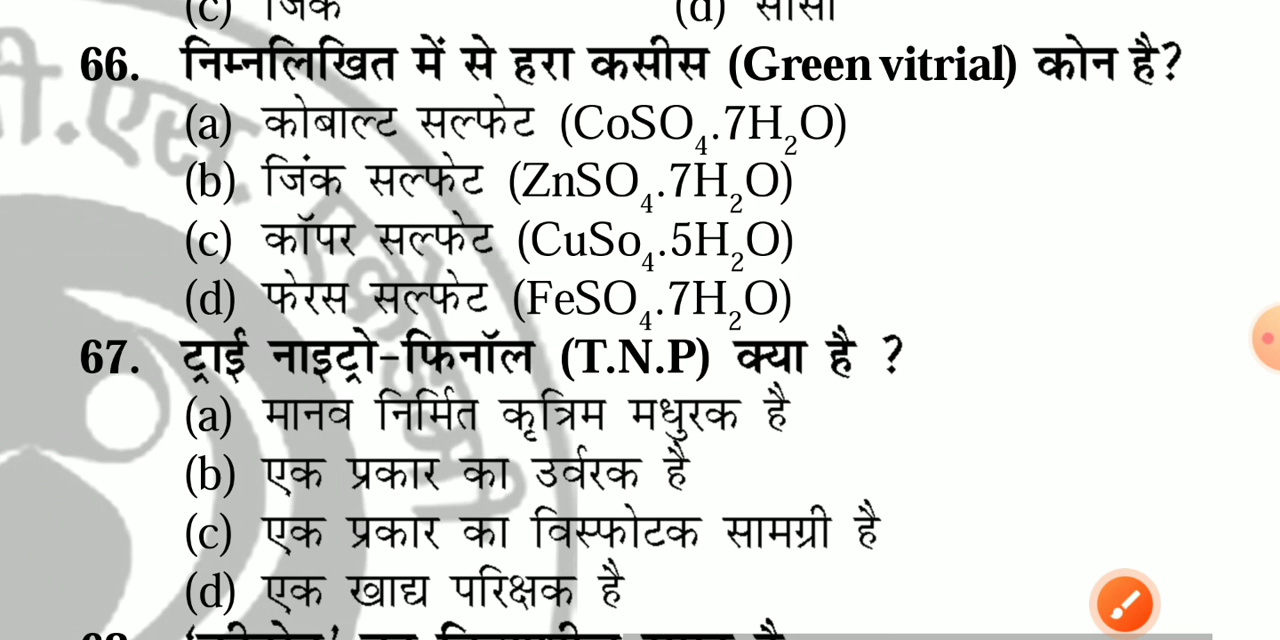 (c) जिंक (d) सीसा
66. निम्नलिखित में से हरा कसीस (Green vitrial) कोन है?
(a) कोबाल्ट सल्फेट (CoSO₄.7H₂O)
(b) जिंक सल्फेट (ZnSO₄.7H₂O)
(c) कॉपर सल्फेट (CuSo₄.5H₂O)
(d) फेरस सल्फेट (FeSO₄.7H₂O)
67. ट्राई नाइट्रो-फिनॉल (T.N.P) क्या है ?
(a) मानव निर्मित कृत्रिम मधुरक है
(b) एक प्रकार का उर्वरक है
(c) एक प्रकार का विस्फोटक सामग्री है
(d) एक खाद्य परिक्षक है